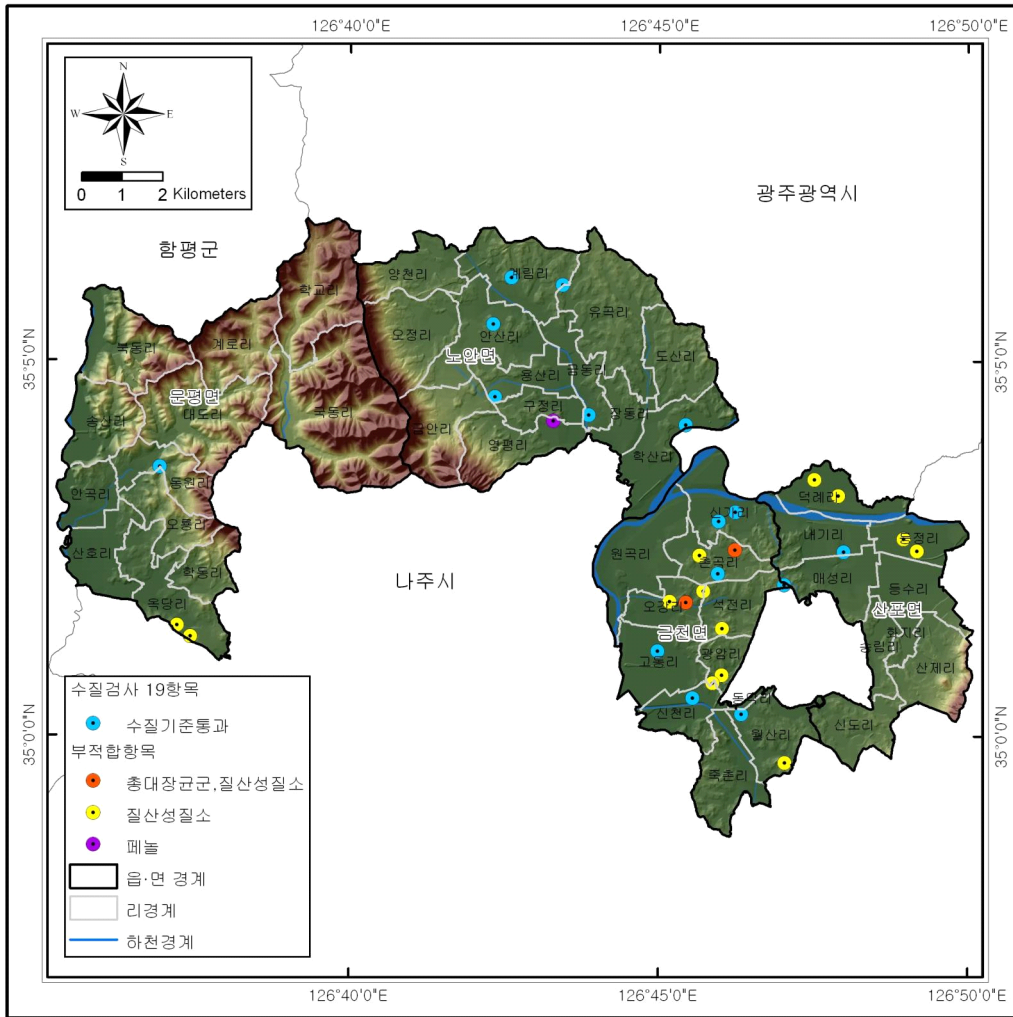 126°40'0"E
126°45'0"E
126°50'0"E
N
W E
S
0 1 2 Kilometers
광주광역시
함평군
35°5'0"N
35°5'0"N
학교리
양천리
계림리
오정리
안산리
유곡리
노안면
도산리
용산리
금동리
구정리
장동리
영평리
학산리
북동리
계로리
문평면
대도리
송산리
국동리
안곡리
동원리
오룡리
산호리
학동리
옥당리
나주시
덕례리
신가리
내기리
등정리
원곡리
촌곡리
매성리
등수리
오강리
석전리
산포면
금천면
화지리
송림리
고동리
광암리
산제리
동악리
신천리
월산리
신도리
죽촌리
수질검사 19항목
수질기준통과
부적합항목
총대장균군,질산성질소
질산성질소
페놀
읍·면 경계
리경계
하천경계
35°0'0"N
35°0'0"N
126°40'0"E
126°45'0"E
126°50'0"E